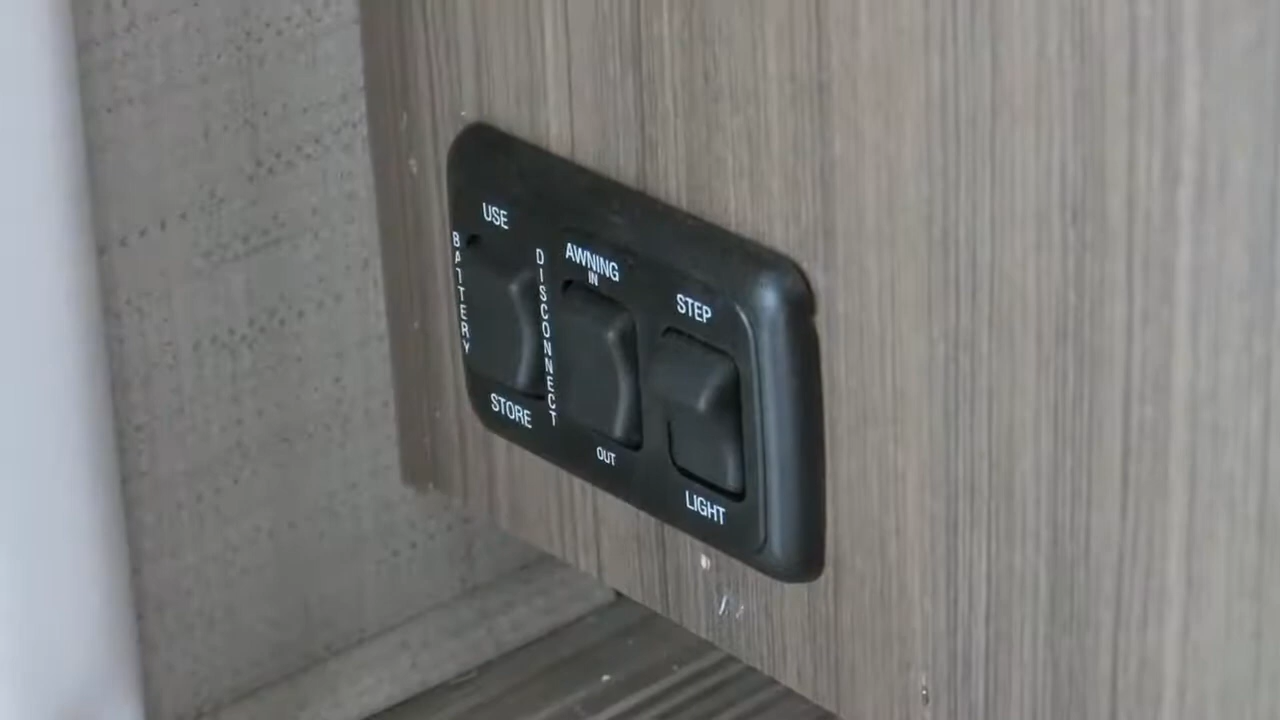 USE
BATTERY
DISCONNECT
STORE
AWNING
IN
OUT
STEP
LIGHT